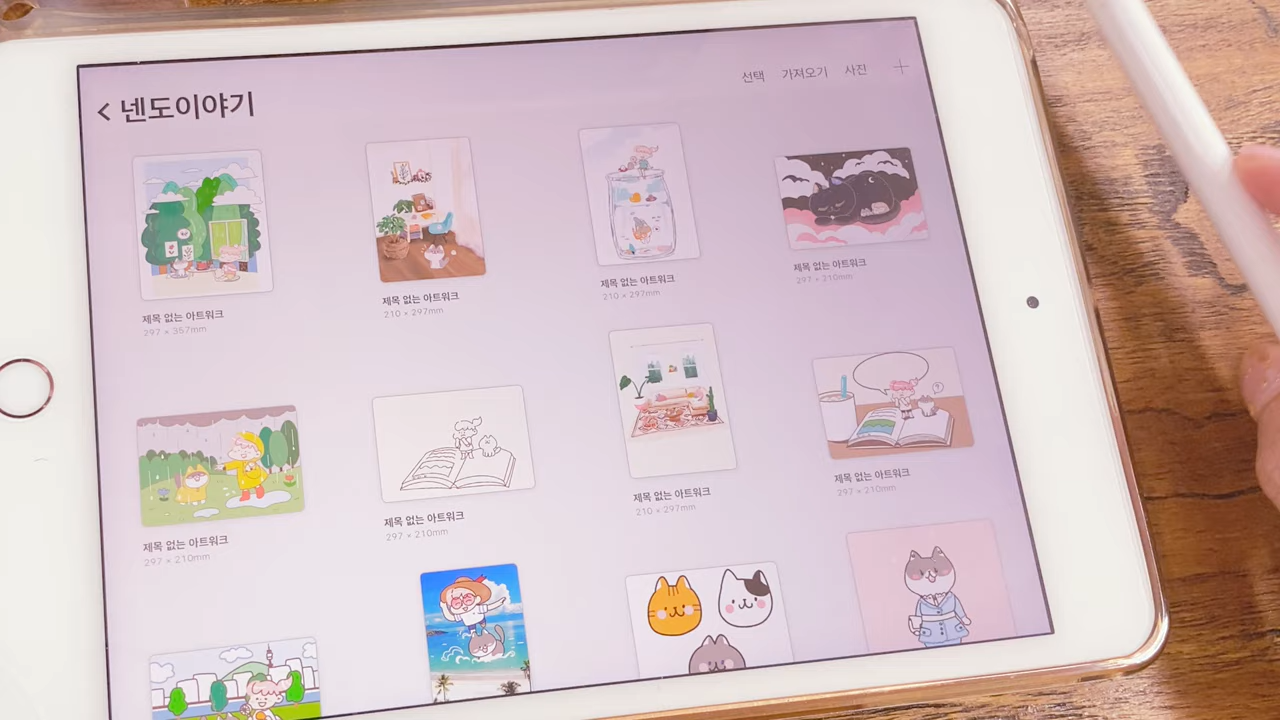 선택 가져오기 사진
넨도이야기
제목 없는 아트워크
297 × 357mm
제목 없는 아트워크
210 × 297mm
제목 없는 아트워크
210 × 297mm
제목 없는 아트워크
297 × 210mm
제목 없는 아트워크
297 × 210mm
제목 없는 아트워크
297 × 210mm
제목 없는 아트워크
210 × 297mm
제목 없는 아트워크
297 × 210mm
?